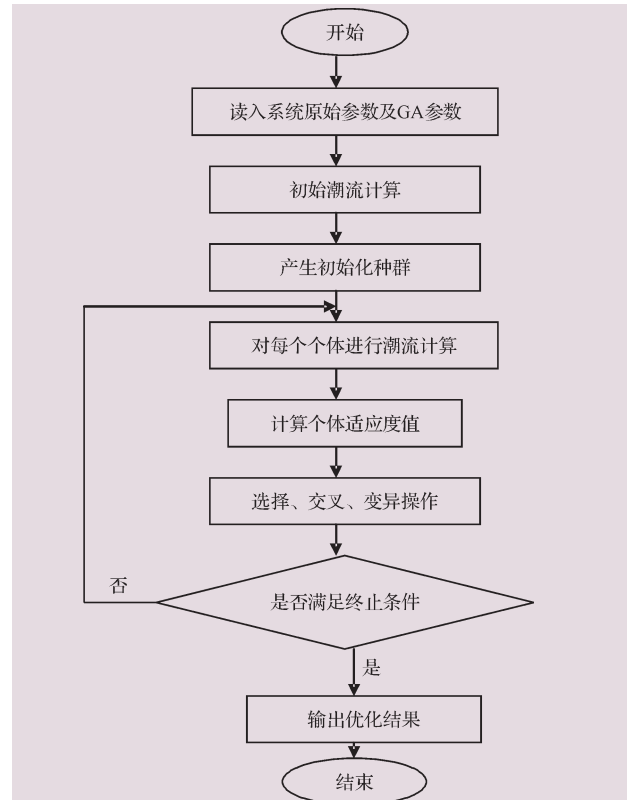 开始
读入系统原始参数及GA参数
初始潮流计算
产生初始化种群
对每个个体进行潮流计算
计算个体适应度值
选择、交叉、变异操作
是否满足终止条件
否
是
输出优化结果
结束